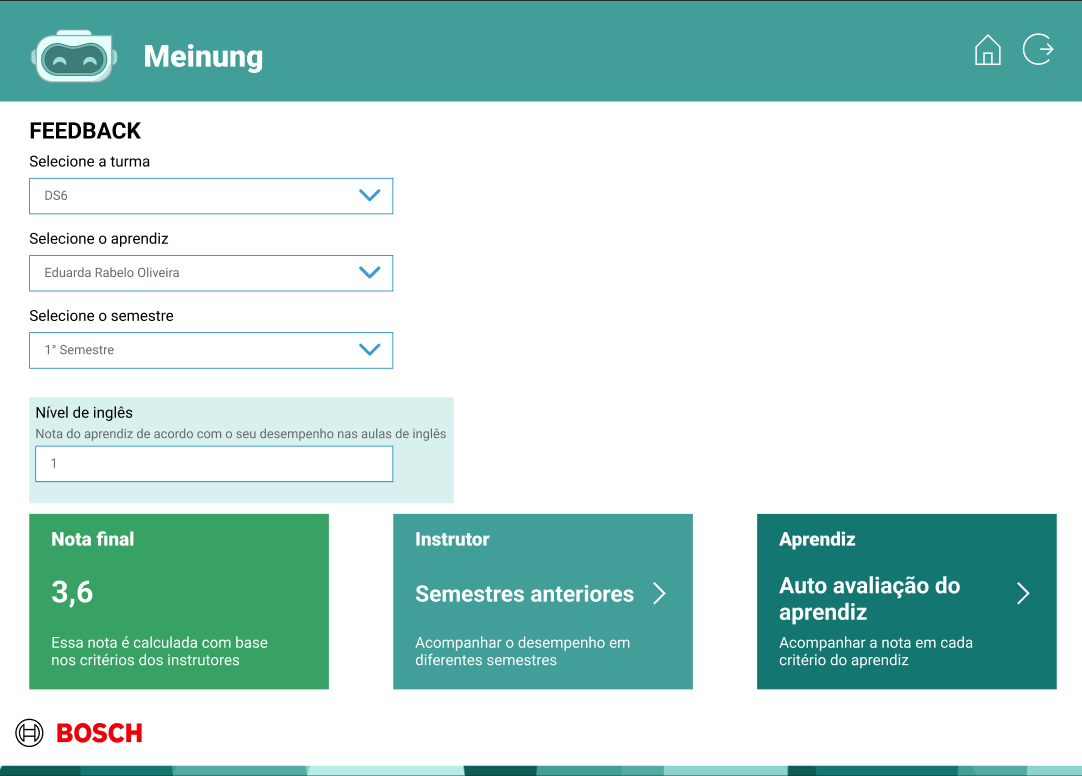 Meinung
FEEDBACK
Selecione a turma
DS6
Selecione o aprendiz
Eduarda Rabelo Oliveira
Selecione o semestre
1° Semestre
Nível de inglês
Nota do aprendiz de acordo com o seu desempenho nas aulas de inglês
1
Nota final
3,6
Essa nota é calculada com base
nos critérios dos instrutores
Instrutor
Semestres anteriores
Acompanhar o desempenho em
diferentes semestres
Aprendiz
Auto avaliação do
aprendiz
Acompanhar a nota em cada
critério do aprendiz
BOSCH